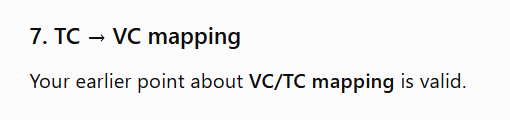 7. TC → VC mapping
Your earlier point about VC/TC mapping is valid.